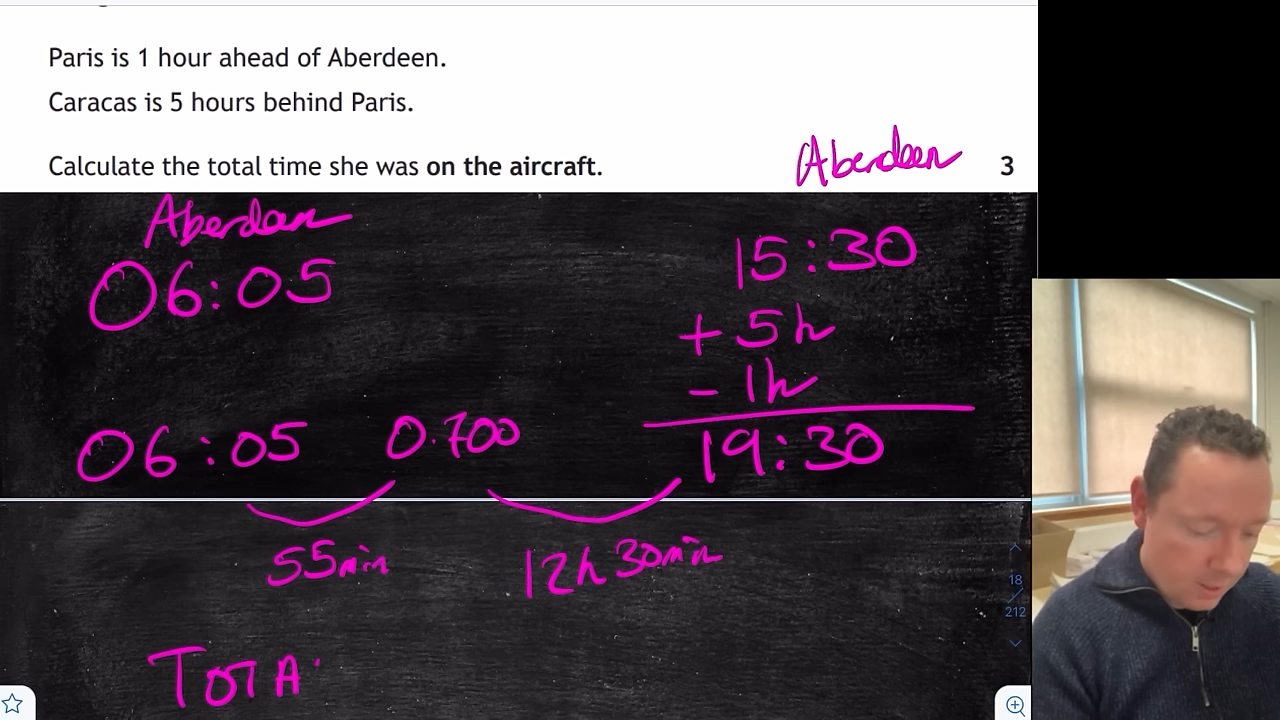 Paris is 1 hour ahead of Aberdeen.
Caracas is 5 hours behind Paris.
Calculate the total time she was on the aircraft. Aberdeen 3
Aberdeen
06:05
15:30
+ 5h
- 1h
06:05 0.700 19:30
55min 12h 30min
TOTA
18
212